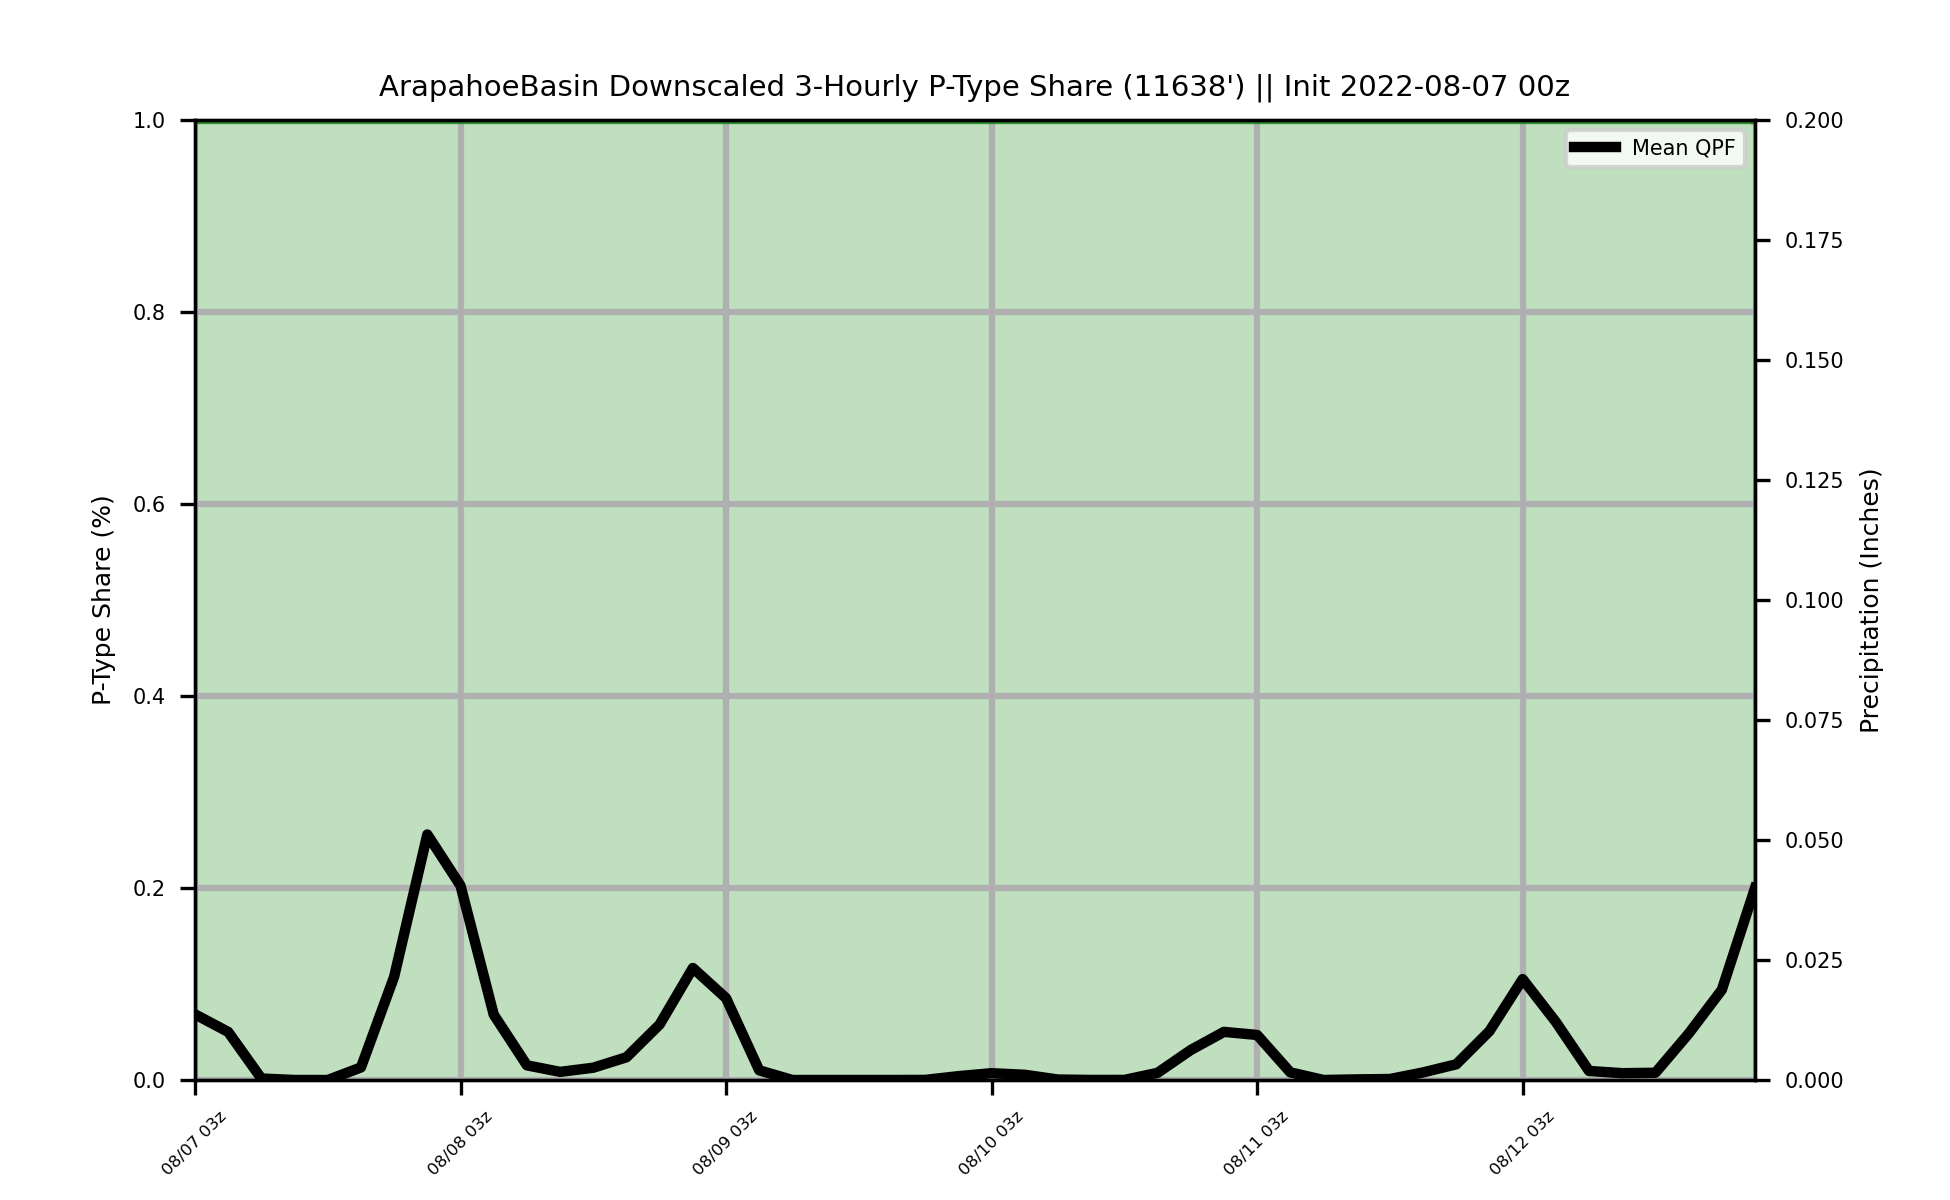 ArapahoeBasin Downscaled 3-Hourly P-Type Share (11638') || Init 2022-08-07 00z
Mean QPF
P-Type Share (%)
1.0
0.8
0.6
0.4
0.2
0.0
0.200
0.175
0.150
0.125
0.100
0.075
0.050
0.025
0.000
Precipitation (Inches)
08/07 03z
08/08 03z
08/09 03z
08/10 03z
08/11 03z
08/12 03z